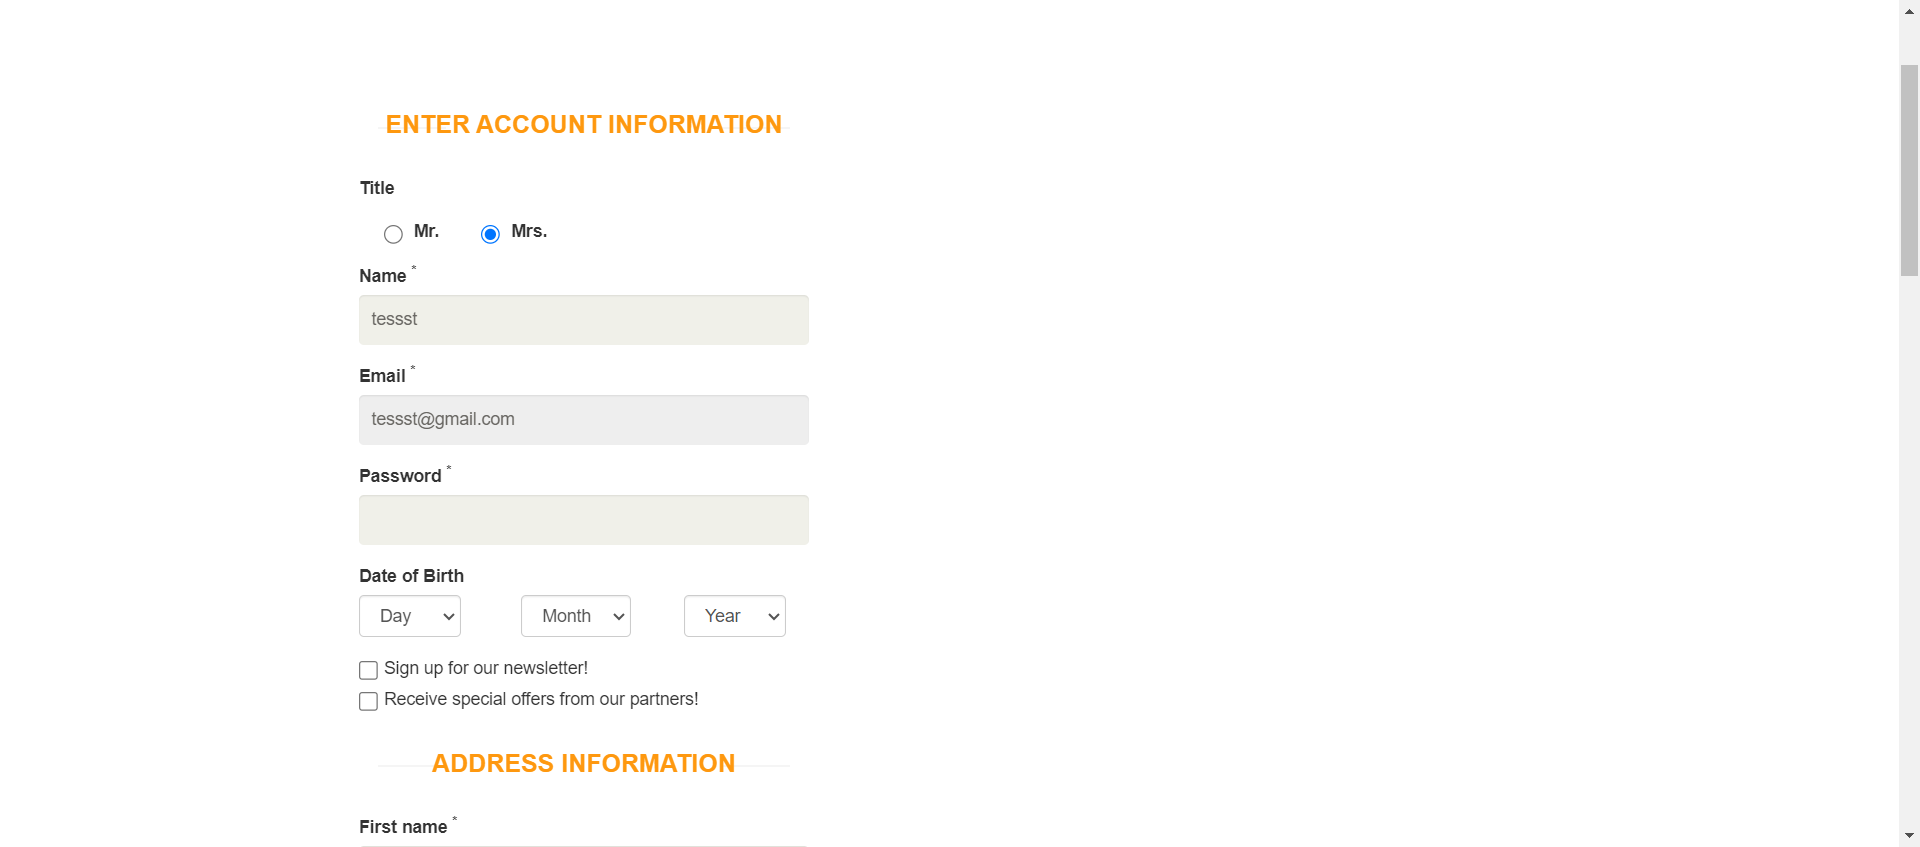 ENTER ACCOUNT INFORMATION
Title
Mr. Mrs.
Name *
tessst
Email *
tessst@gmail.com
Password *
Date of Birth
Day Month Year
Sign up for our newsletter!
Receive special offers from our partners!
ADDRESS INFORMATION
First name *